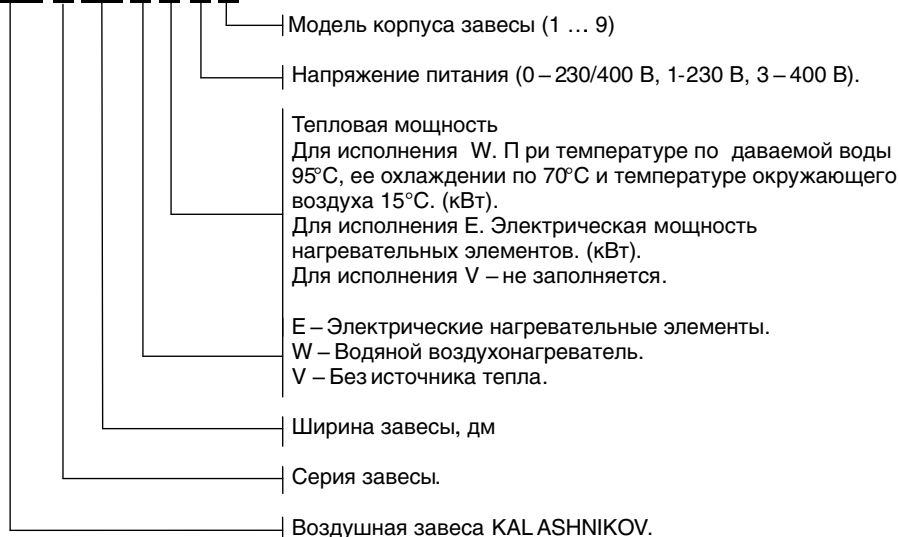 Модель корпуса завесы (1 … 9)
Напряжение питания (0 – 230/400 В, 1-230 В, 3 – 400 В).
Тепловая мощность
Для исполнения W. П ри температуре по даваемой воды
95°С, ее охлаждении по 70°С и температуре окружающего
воздуха 15°С. (кВт).
Для исполнения Е. Электрическая мощность
нагревательных элементов. (кВт).
Для исполнения V – не заполняется.
Е – Электрические нагревательные элементы.
W – Водяной воздухонагреватель.
V – Без источника тепла.
Ширина завесы, дм
Серия завесы.
Воздушная завеса KALASHNIKOV.